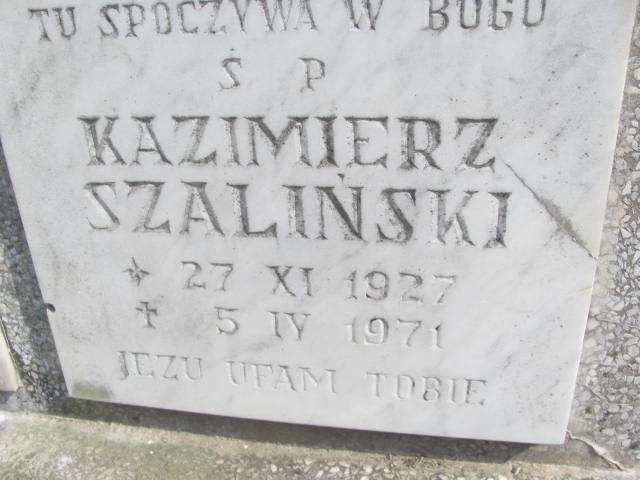 TU SPOCZYWA W BOGU
Ś P
KAZIMIERZ
SZALIŃSKI
* 27 XI 1927
† 5 IV 1971
JEZU UFAM TOBIE